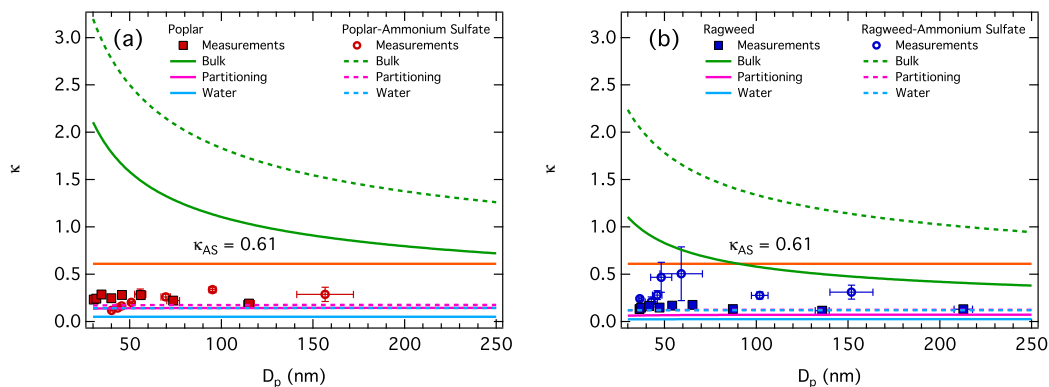 (a)
Poplar
Measurements
Bulk
Partitioning
Water
Poplar-Ammonium Sulfate
Measurements
Bulk
Partitioning
Water
κAS = 0.61
κ
3.0
2.5
2.0
1.5
1.0
0.5
0.0
50
100
150
200
250
Dp (nm)
(b)
Ragweed
Measurements
Bulk
Partitioning
Water
Ragweed-Ammonium Sulfate
Measurements
Bulk
Partitioning
Water
κAS = 0.61
κ
3.0
2.5
2.0
1.5
1.0
0.5
0.0
50
100
150
200
250
Dp (nm)